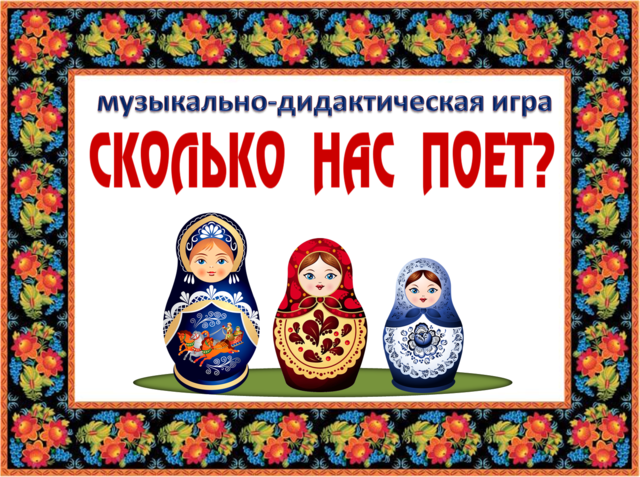 музыкально-дидактическая игра
СКОЛЬКО НАС ПОЕТ?